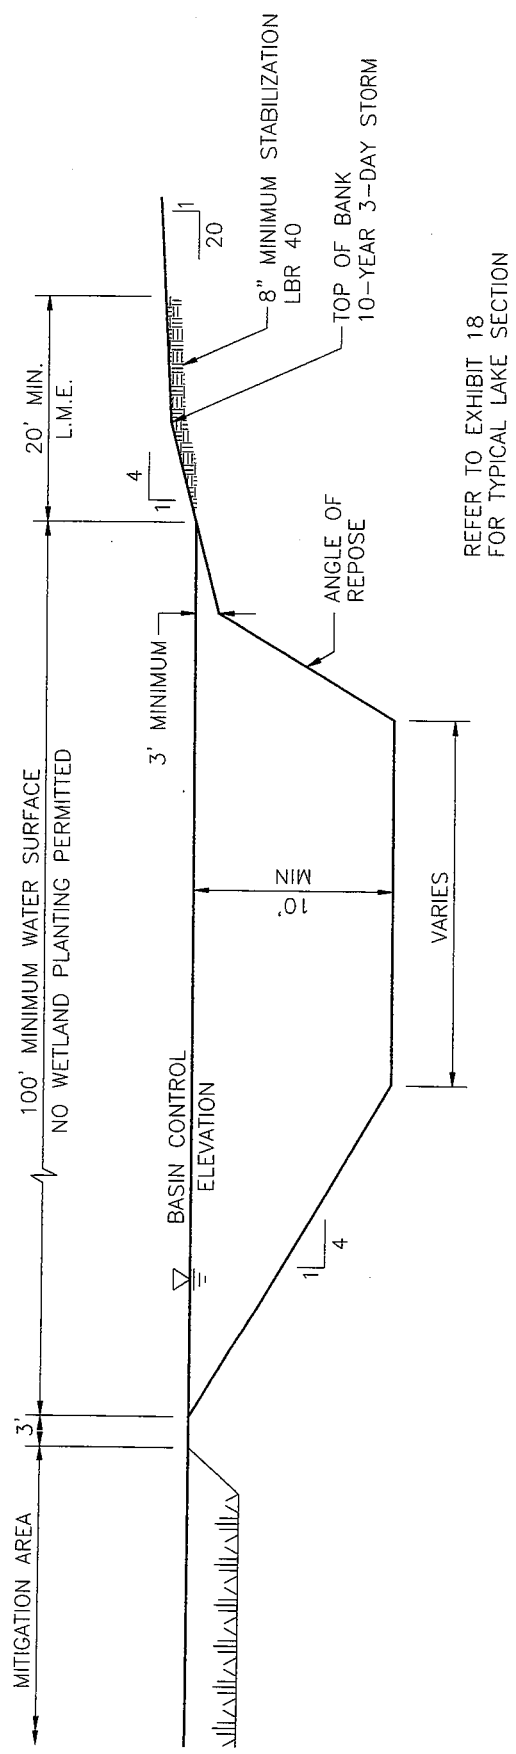 MITIGATION AREA
3'
100' MINIMUM WATER SURFACE
NO WETLAND PLANTING PERMITTED
20' MIN.
L.M.E.
BASIN CONTROL
ELEVATION
3' MINIMUM
1
4
1
20
8" MINIMUM STABILIZATION
LBR 40
TOP OF BANK
10-YEAR 3-DAY STORM
1
4
10'
MIN
ANGLE OF
REPOSE
VARIES
REFER TO EXHIBIT 18
FOR TYPICAL LAKE SECTION